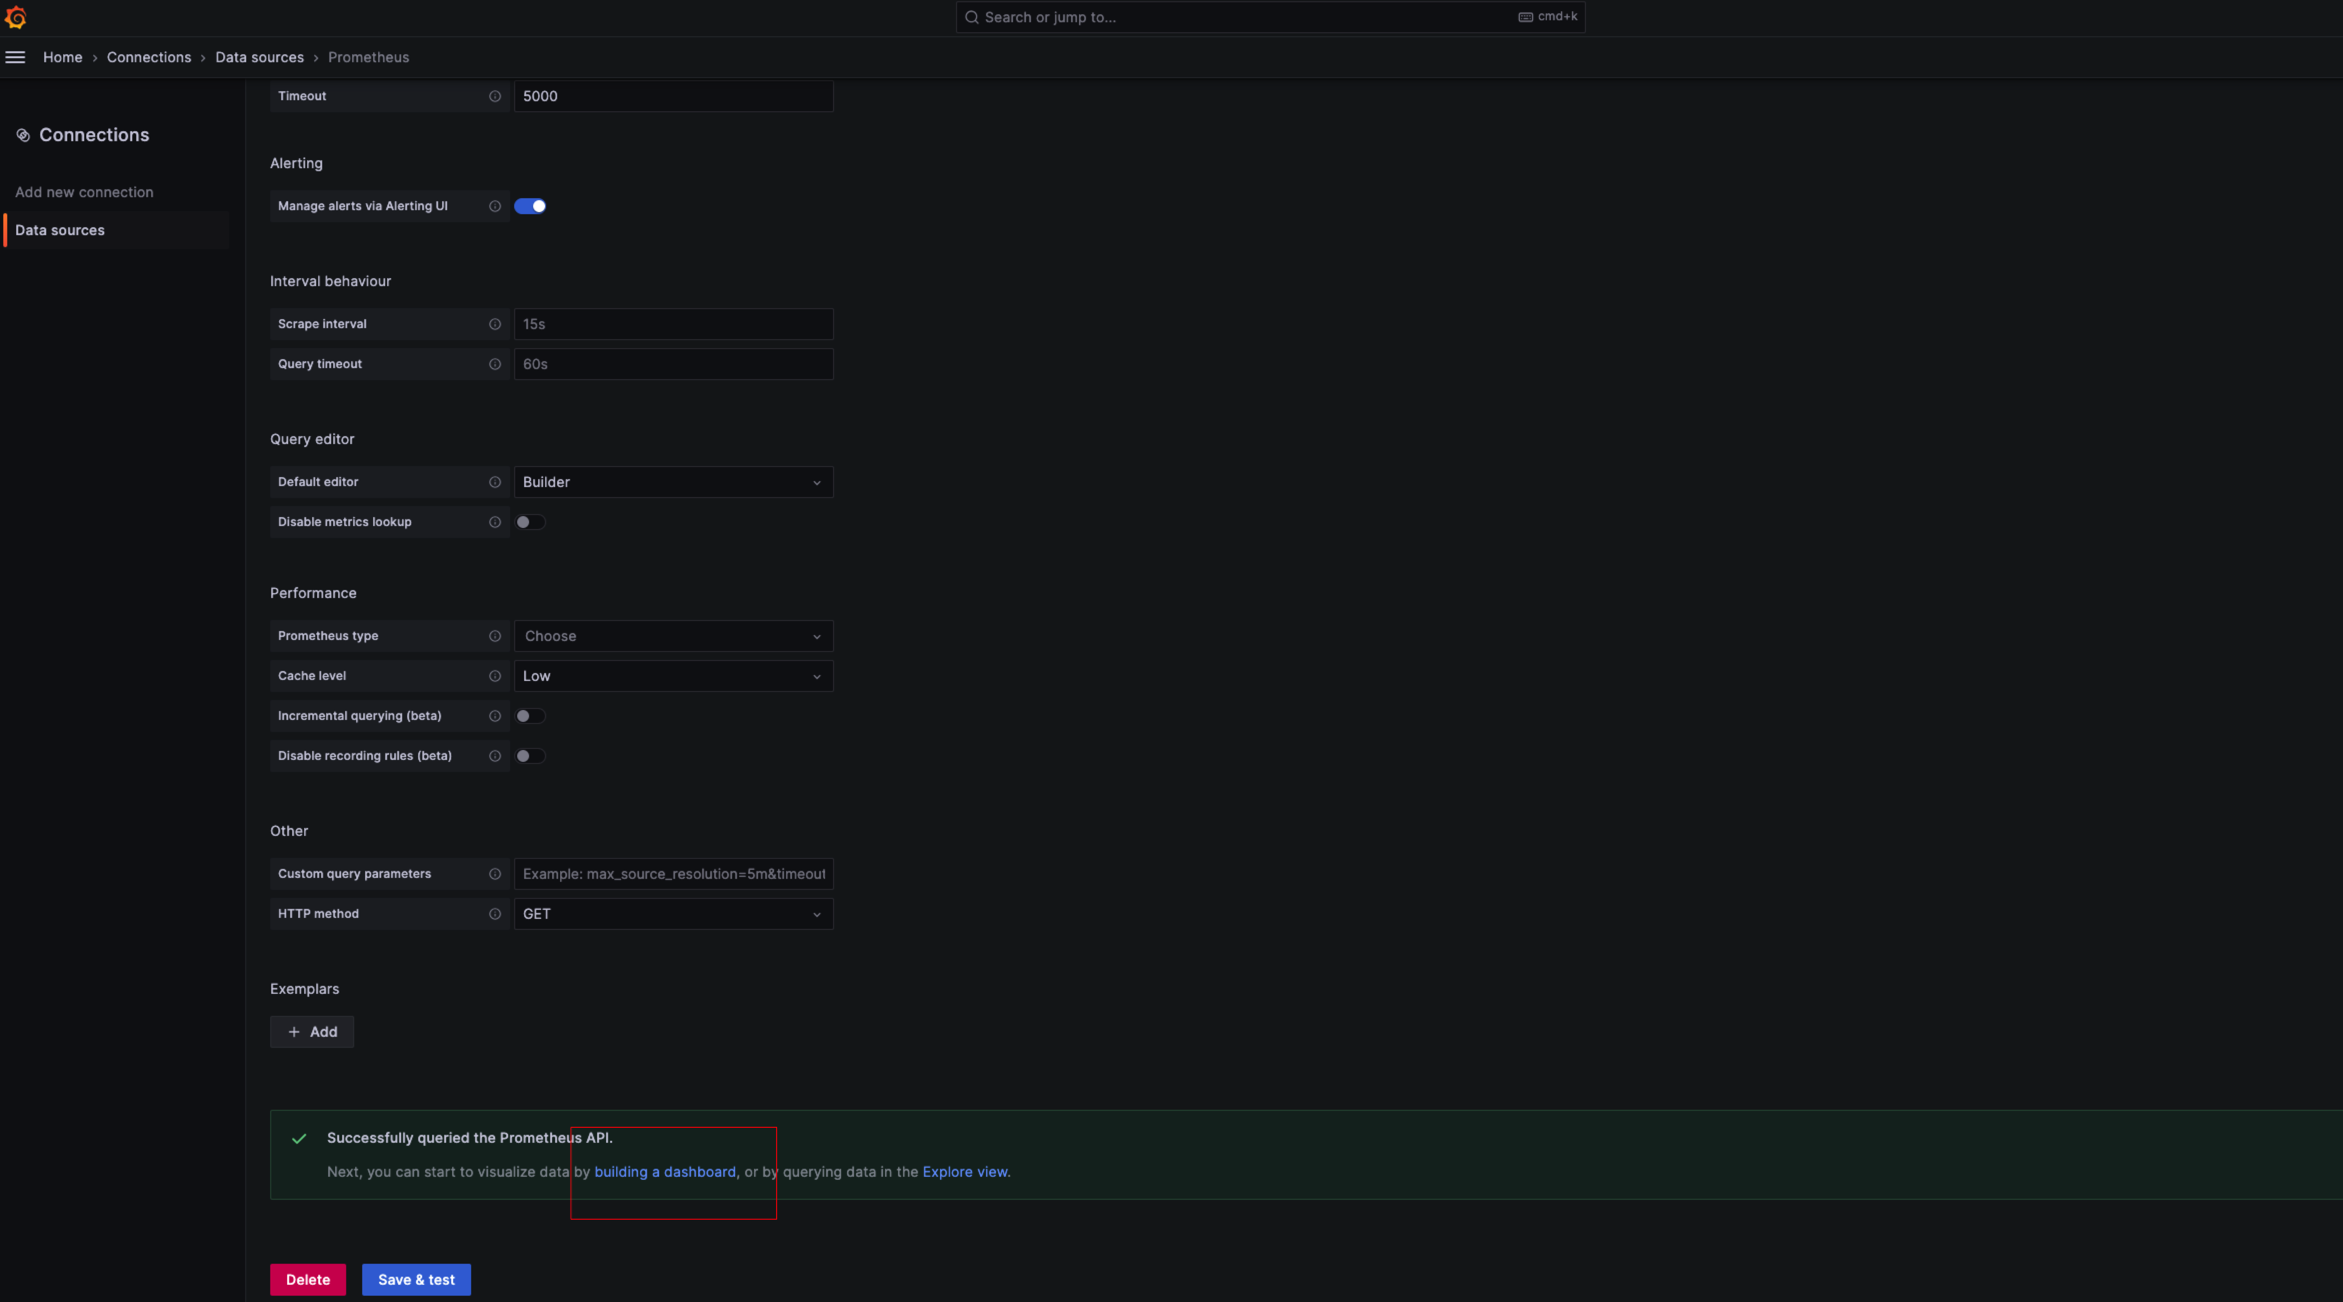 Search or jump to...
cmd+k
Home › Connections › Data sources › Prometheus
Connections
Add new connection
Data sources
Timeout
5000
Alerting
Manage alerts via Alerting UI
Interval behaviour
Scrape interval
15s
Query timeout
60s
Query editor
Default editor
Builder
Disable metrics lookup
Performance
Prometheus type
Choose
Cache level
Low
Incremental querying (beta)
Disable recording rules (beta)
Other
Custom query parameters
Example: max_source_resolution=5m&timeout
HTTP method
GET
Exemplars
+ Add
Successfully queried the Prometheus API.
Next, you can start to visualize data by building a dashboard, or by querying data in the Explore view.
Delete
Save & test